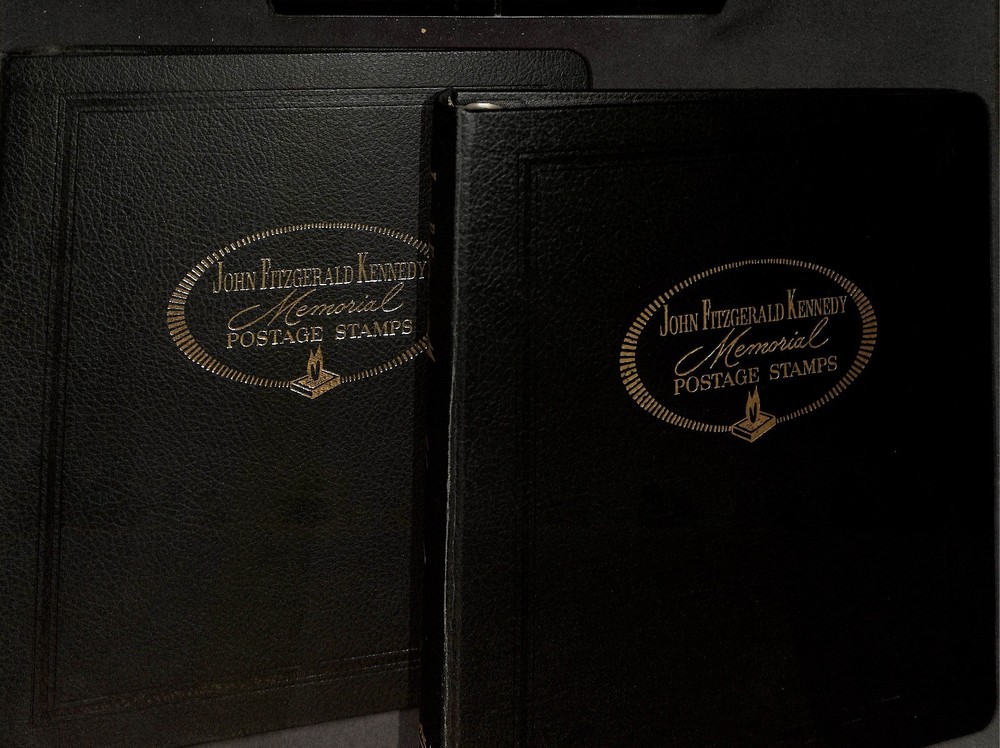 John Fitzgerald Kennedy
Memorial
POSTAGE STAMPS
John Fitzgerald Kennedy
Memorial
POSTAGE STAMPS